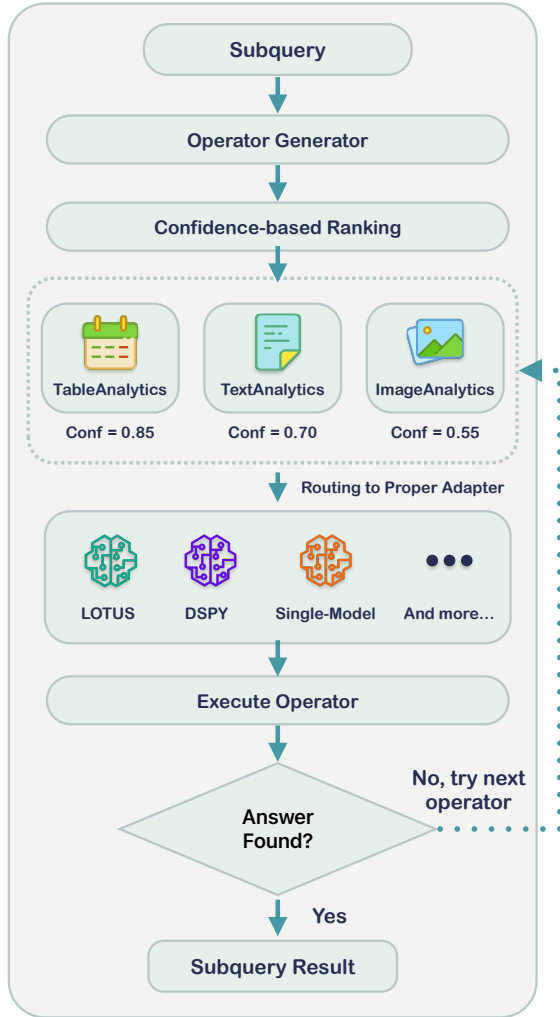 Subquery
Operator Generator
Confidence-based Ranking
TableAnalytics
TextAnalytics
ImageAnalytics
Conf = 0.85
Conf = 0.70
Conf = 0.55
Routing to Proper Adapter
LOTUS
DSPY
Single-Model
And more...
Execute Operator
Answer
Found?
No, try next
operator
Yes
Subquery Result